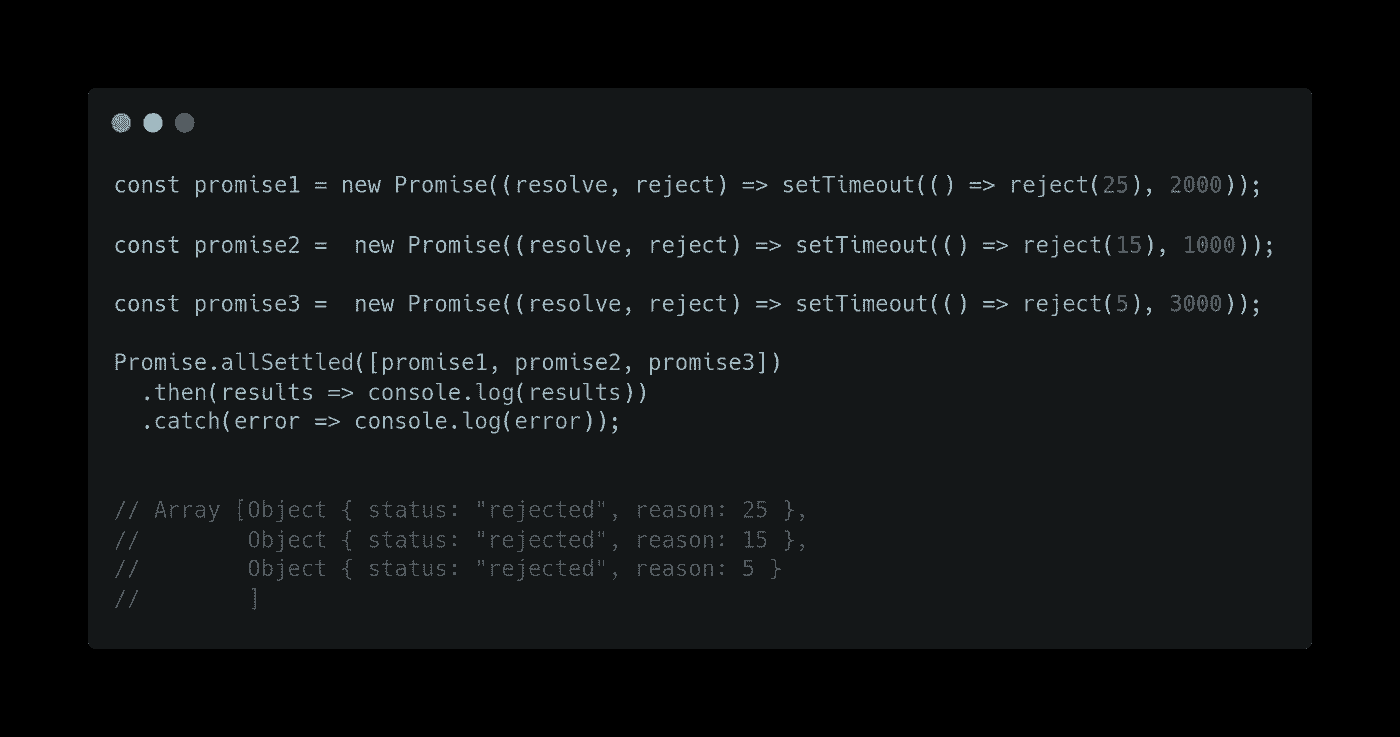 const promise1 = new Promise((resolve, reject) => setTimeout(() => reject(25), 2000));
const promise2 =  new Promise((resolve, reject) => setTimeout(() => reject(15), 1000));
const promise3 =  new Promise((resolve, reject) => setTimeout(() => reject(5), 3000));
Promise.allSettled([promise1, promise2, promise3])
  .then(results => console.log(results))
  .catch(error => console.log(error));
// Array [Object { status: "rejected", reason: 25 },
//        Object { status: "rejected", reason: 15 },
//        Object { status: "rejected", reason: 5 }
//        ]